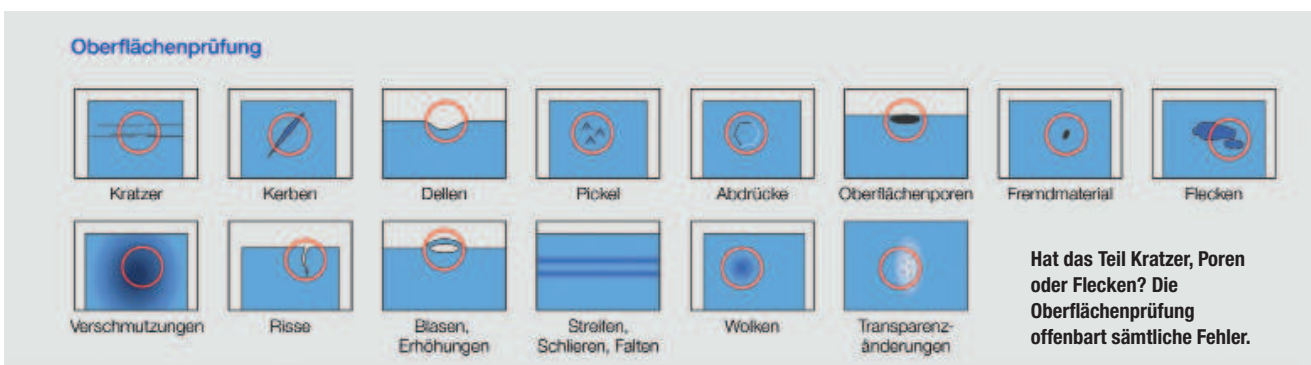 Oberflächenprüfung
Kratzer
Kerben
Dellen
Pickel
Abdrücke
Oberflächenporen
Fremdmaterial
Flecken
Verschmutzungen
Risse
Blasen,
Erhöhungen
Streifen,
Schlieren, Falten
Wolken
Transparenz-
änderungen
Hat das Teil Kratzer, Poren
oder Flecken? Die
Oberflächenprüfung
offenbart sämtliche Fehler.